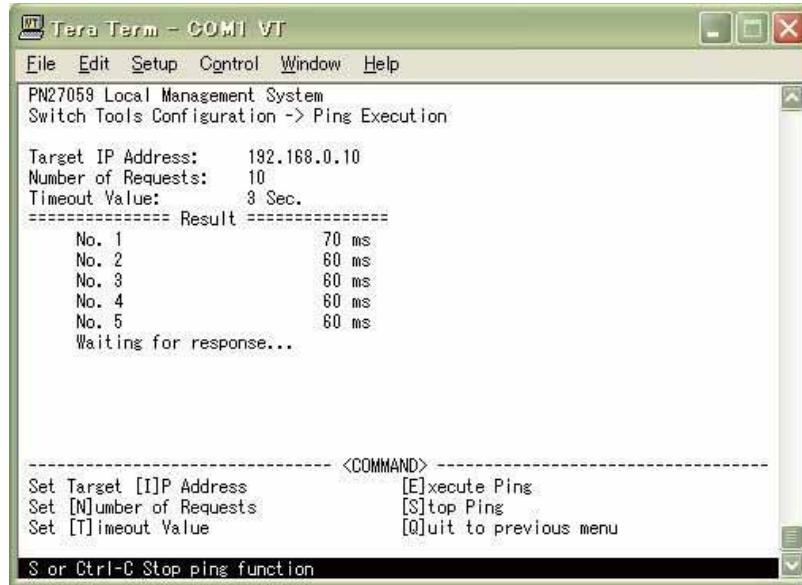 Tera Term - COM1 VT
File Edit Setup Control Window Help
PN27059 Local Management System
Switch Tools Configuration -> Ping Execution
Target IP Address: 192.168.0.10
Number of Requests: 10
Timeout Value: 3 Sec.
=============== Result ===============
No. 1 70 ms
No. 2 60 ms
No. 3 60 ms
No. 4 60 ms
No. 5 60 ms
Waiting for response...
-------------------------------- <COMMAND> -----------------------------------
Set Target [I]P Address [E]xecute Ping
Set [N]umber of Requests [S]top Ping
Set [T]imeout Value [Q]uit to previous menu
S or Ctrl-C Stop ping function